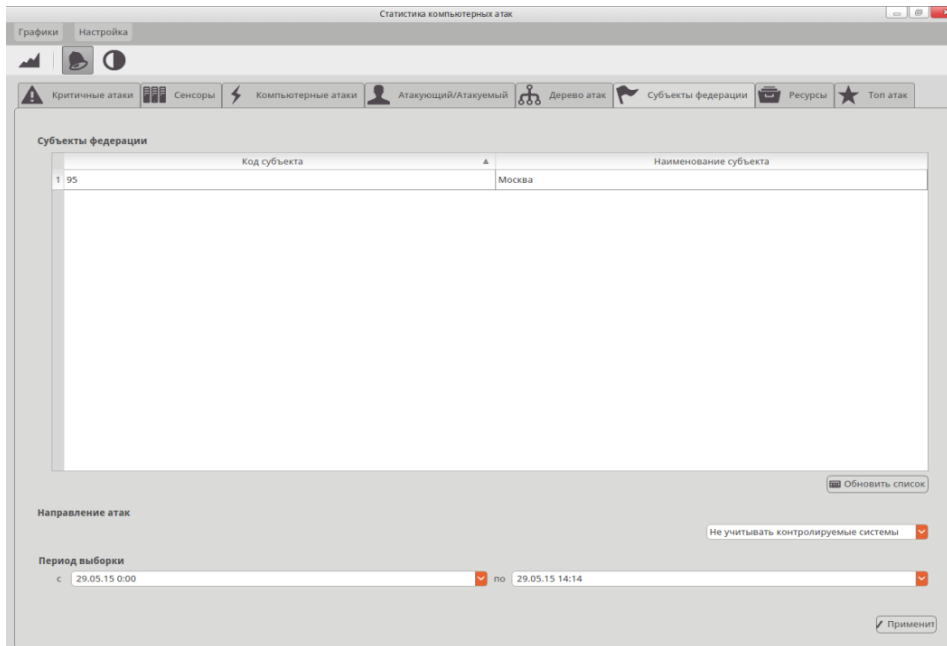 Статистика компьютерных атак
Графики Настройка
Критичные атаки Сенсоры Компьютерные атаки Атакующий/Атакуемый Дерево атак Субъекты федерации Ресурсы Топ атак
Субъекты федерации
Код субъекта Наименование субъекта
1 95 Москва
Обновить список
Направление атак
Не учитывать контролируемые системы
Период выборки
с 29.05.15 0:00 по 29.05.15 14:14
Применит